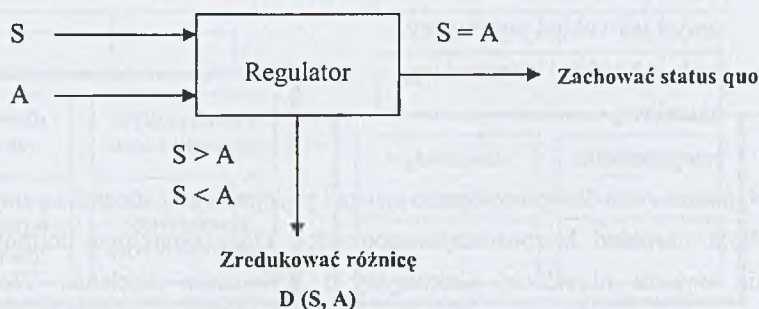 S
S = A
Regulator
Zachować status quo
A
S > A
S < A
Zredukować różnicę
D (S, A)